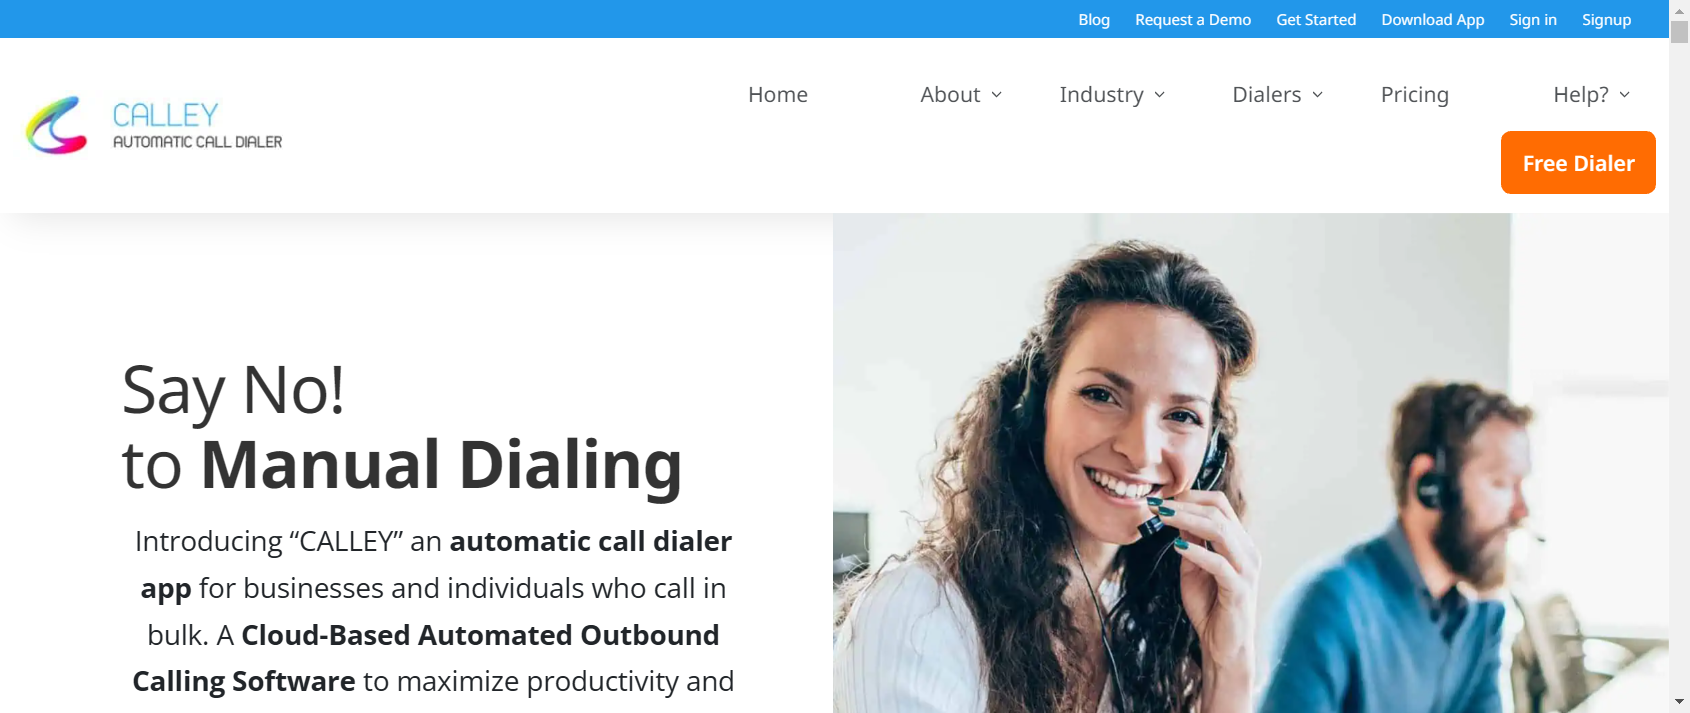 Blog Request a Demo Get Started Download App Sign in Signup
CALLEY
AUTOMATIC CALL DIALER
Home About Industry Dialers Pricing Help?
Free Dialer
Say No!
to Manual Dialing
Introducing “CALLEY” an automatic call dialer
app for businesses and individuals who call in
bulk. A Cloud-Based Automated Outbound
Calling Software to maximize productivity and